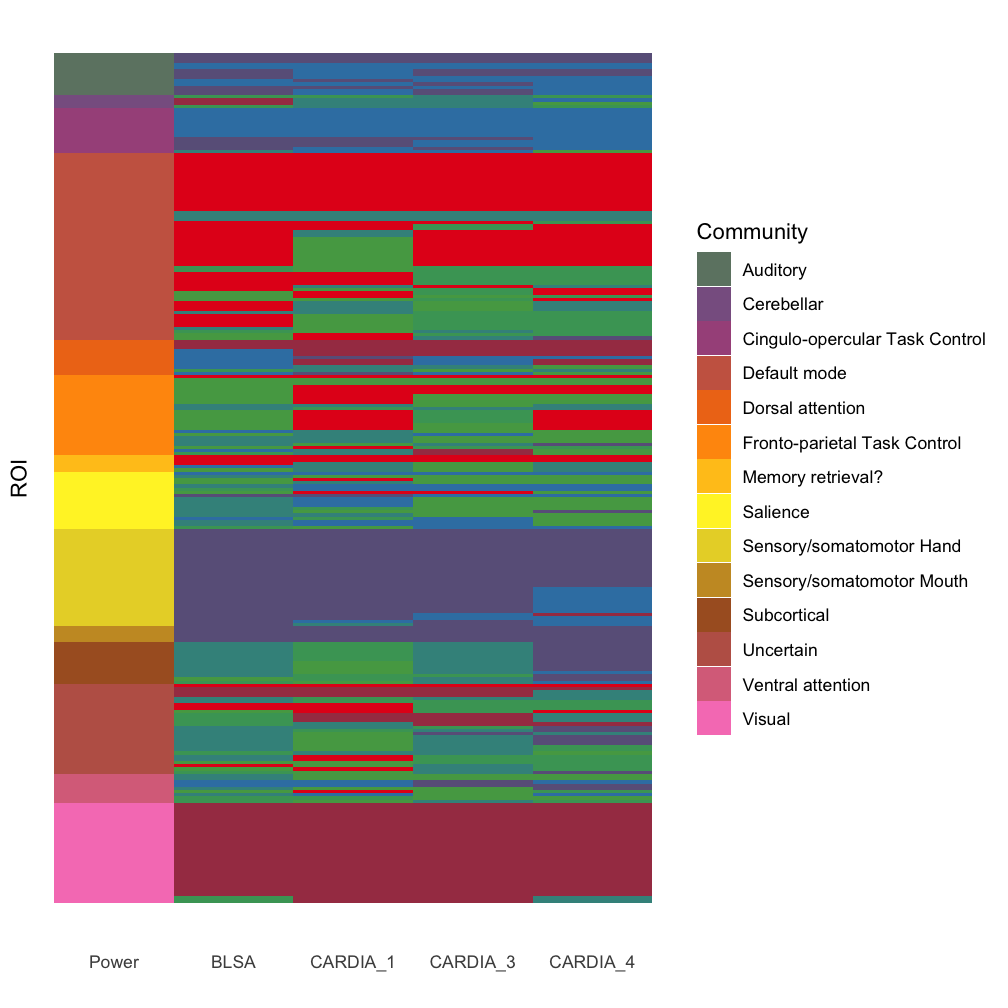 Community
Auditory
Cerebellar
Cingulo-opercular Task Control
Default mode
Dorsal attention
Fronto-parietal Task Control
Memory retrieval?
Salience
Sensory/somatomotor Hand
Sensory/somatomotor Mouth
Subcortical
Uncertain
Ventral attention
Visual
ROI
Power BLSA CARDIA_1 CARDIA_3 CARDIA_4